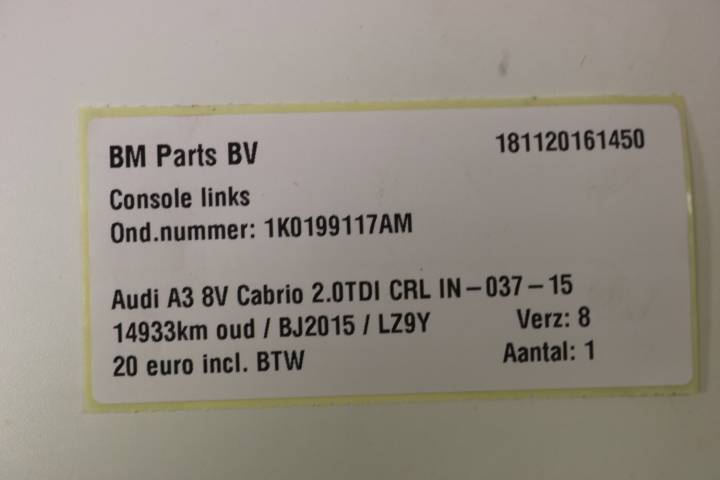 BM Parts BV 181120161450
Console links
Ond.nummer: 1K0199117AM
Audi A3 8V Cabrio 2.0TDI CRL IN-037-15
14933km oud / BJ2015 / LZ9Y Verz: 8
20 euro incl. BTW Aantal: 1